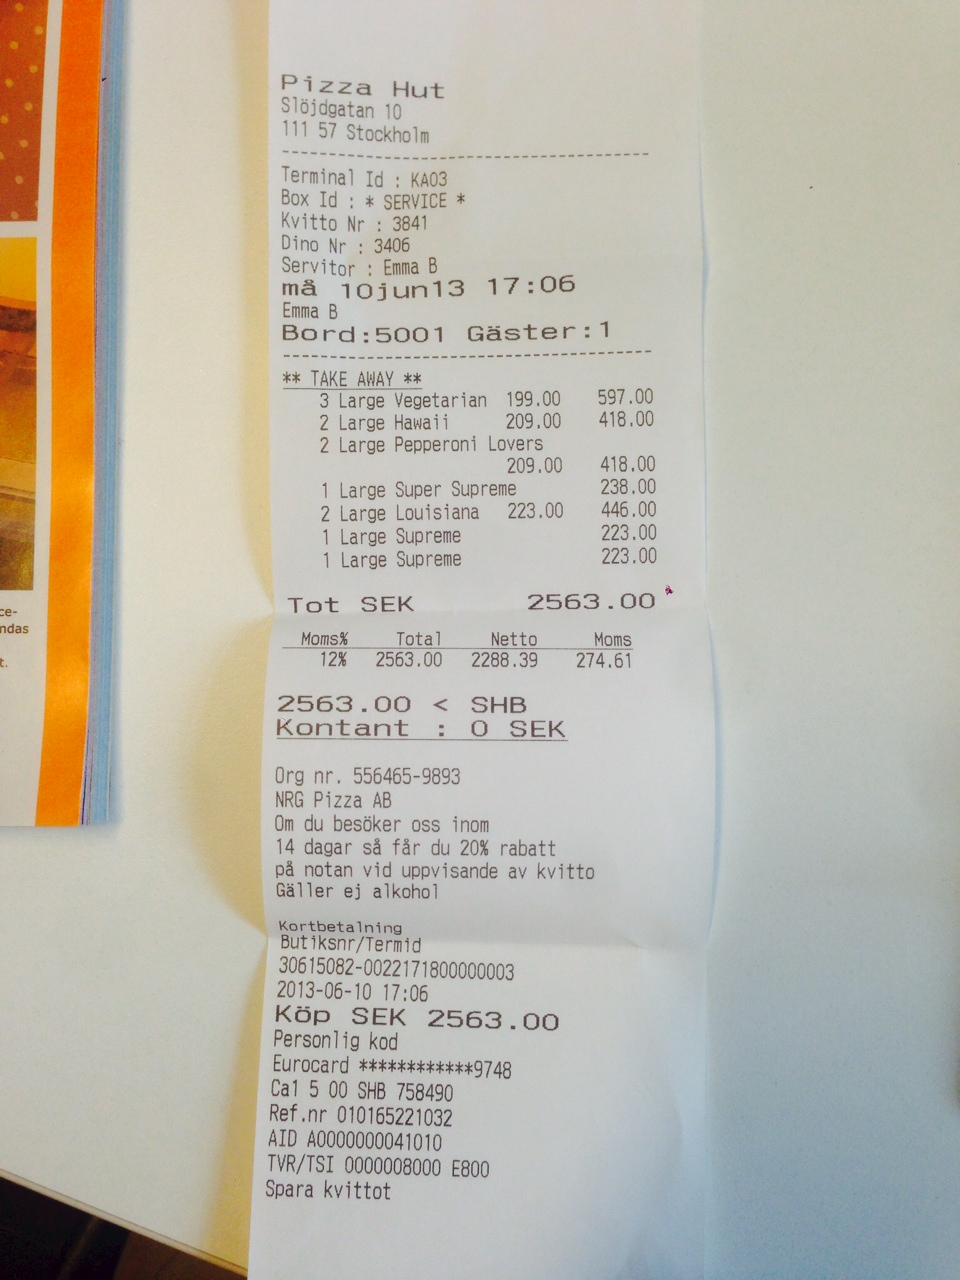 ce-
ndas
t.
Pizza Hut
Slöjdgatan 10
111 57 Stockholm
Terminal Id : KA03
Box Id : * SERVICE *
Kvitto Nr : 3841
Dino Nr : 3406
Servitor : Emma B
må 10jun13 17:06
Emma B
Bord:5001 Gäster:1
** TAKE AWAY **
3 Large Vegetarian 199.00 597.00
2 Large Hawaii 209.00 418.00
2 Large Pepperoni Lovers
209.00 418.00
1 Large Super Supreme 238.00
2 Large Louisiana 223.00 446.00
1 Large Supreme 223.00
1 Large Supreme 223.00
Tot SEK 2563.00
Moms% Total Netto Moms
12% 2563.00 2288.39 274.61
2563.00 < SHB
Kontant : 0 SEK
Org nr. 556465-9893
NRG Pizza AB
Om du besöker oss inom
14 dagar så får du 20% rabatt
på notan vid uppvisande av kvitto
Gäller ej alkohol
Kortbetalning
Butiksnr/Termid
30615082-0022171800000003
2013-06-10 17:06
Köp SEK 2563.00
Personlig kod
Eurocard ************9748
Ca1 5 00 SHB 758490
Ref.nr 010165221032
AID A0000000041010
TVR/TSI 0000008000 E800
Spara kvittot